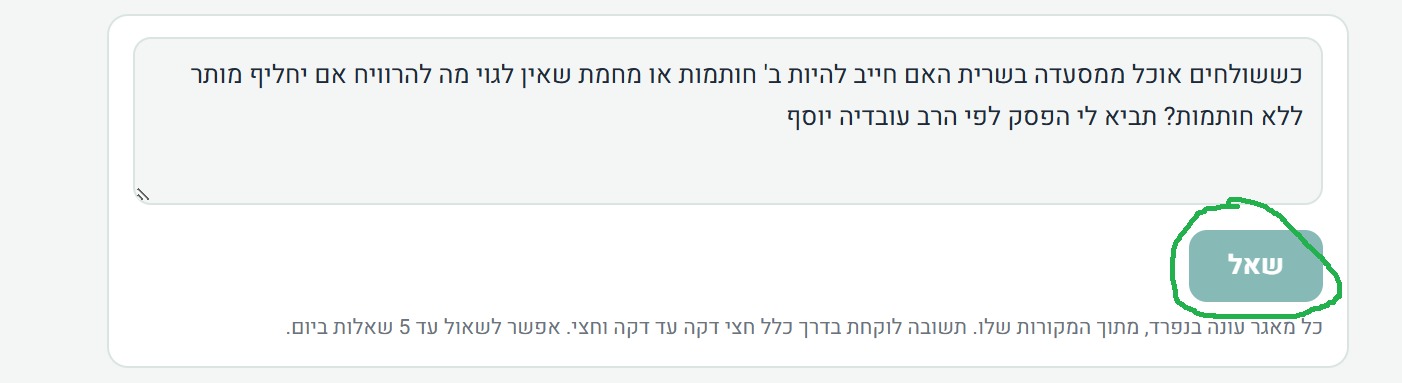 כששולחים אוכל ממסעדה בשרית האם חייב להיות ב' חותמות או מחמת שאין לגוי מה להרוויח אם יחליף מותר
ללא חותמות? תביא לי הפסק לפי הרב עובדיה יוסף
שאל
כל מאגר עונה בנפרד, מתוך המקורות שלו. תשובה לוקחת בדרך כלל חצי דקה עד דקה וחצי. אפשר לשאול עד 5 שאלות ביום.